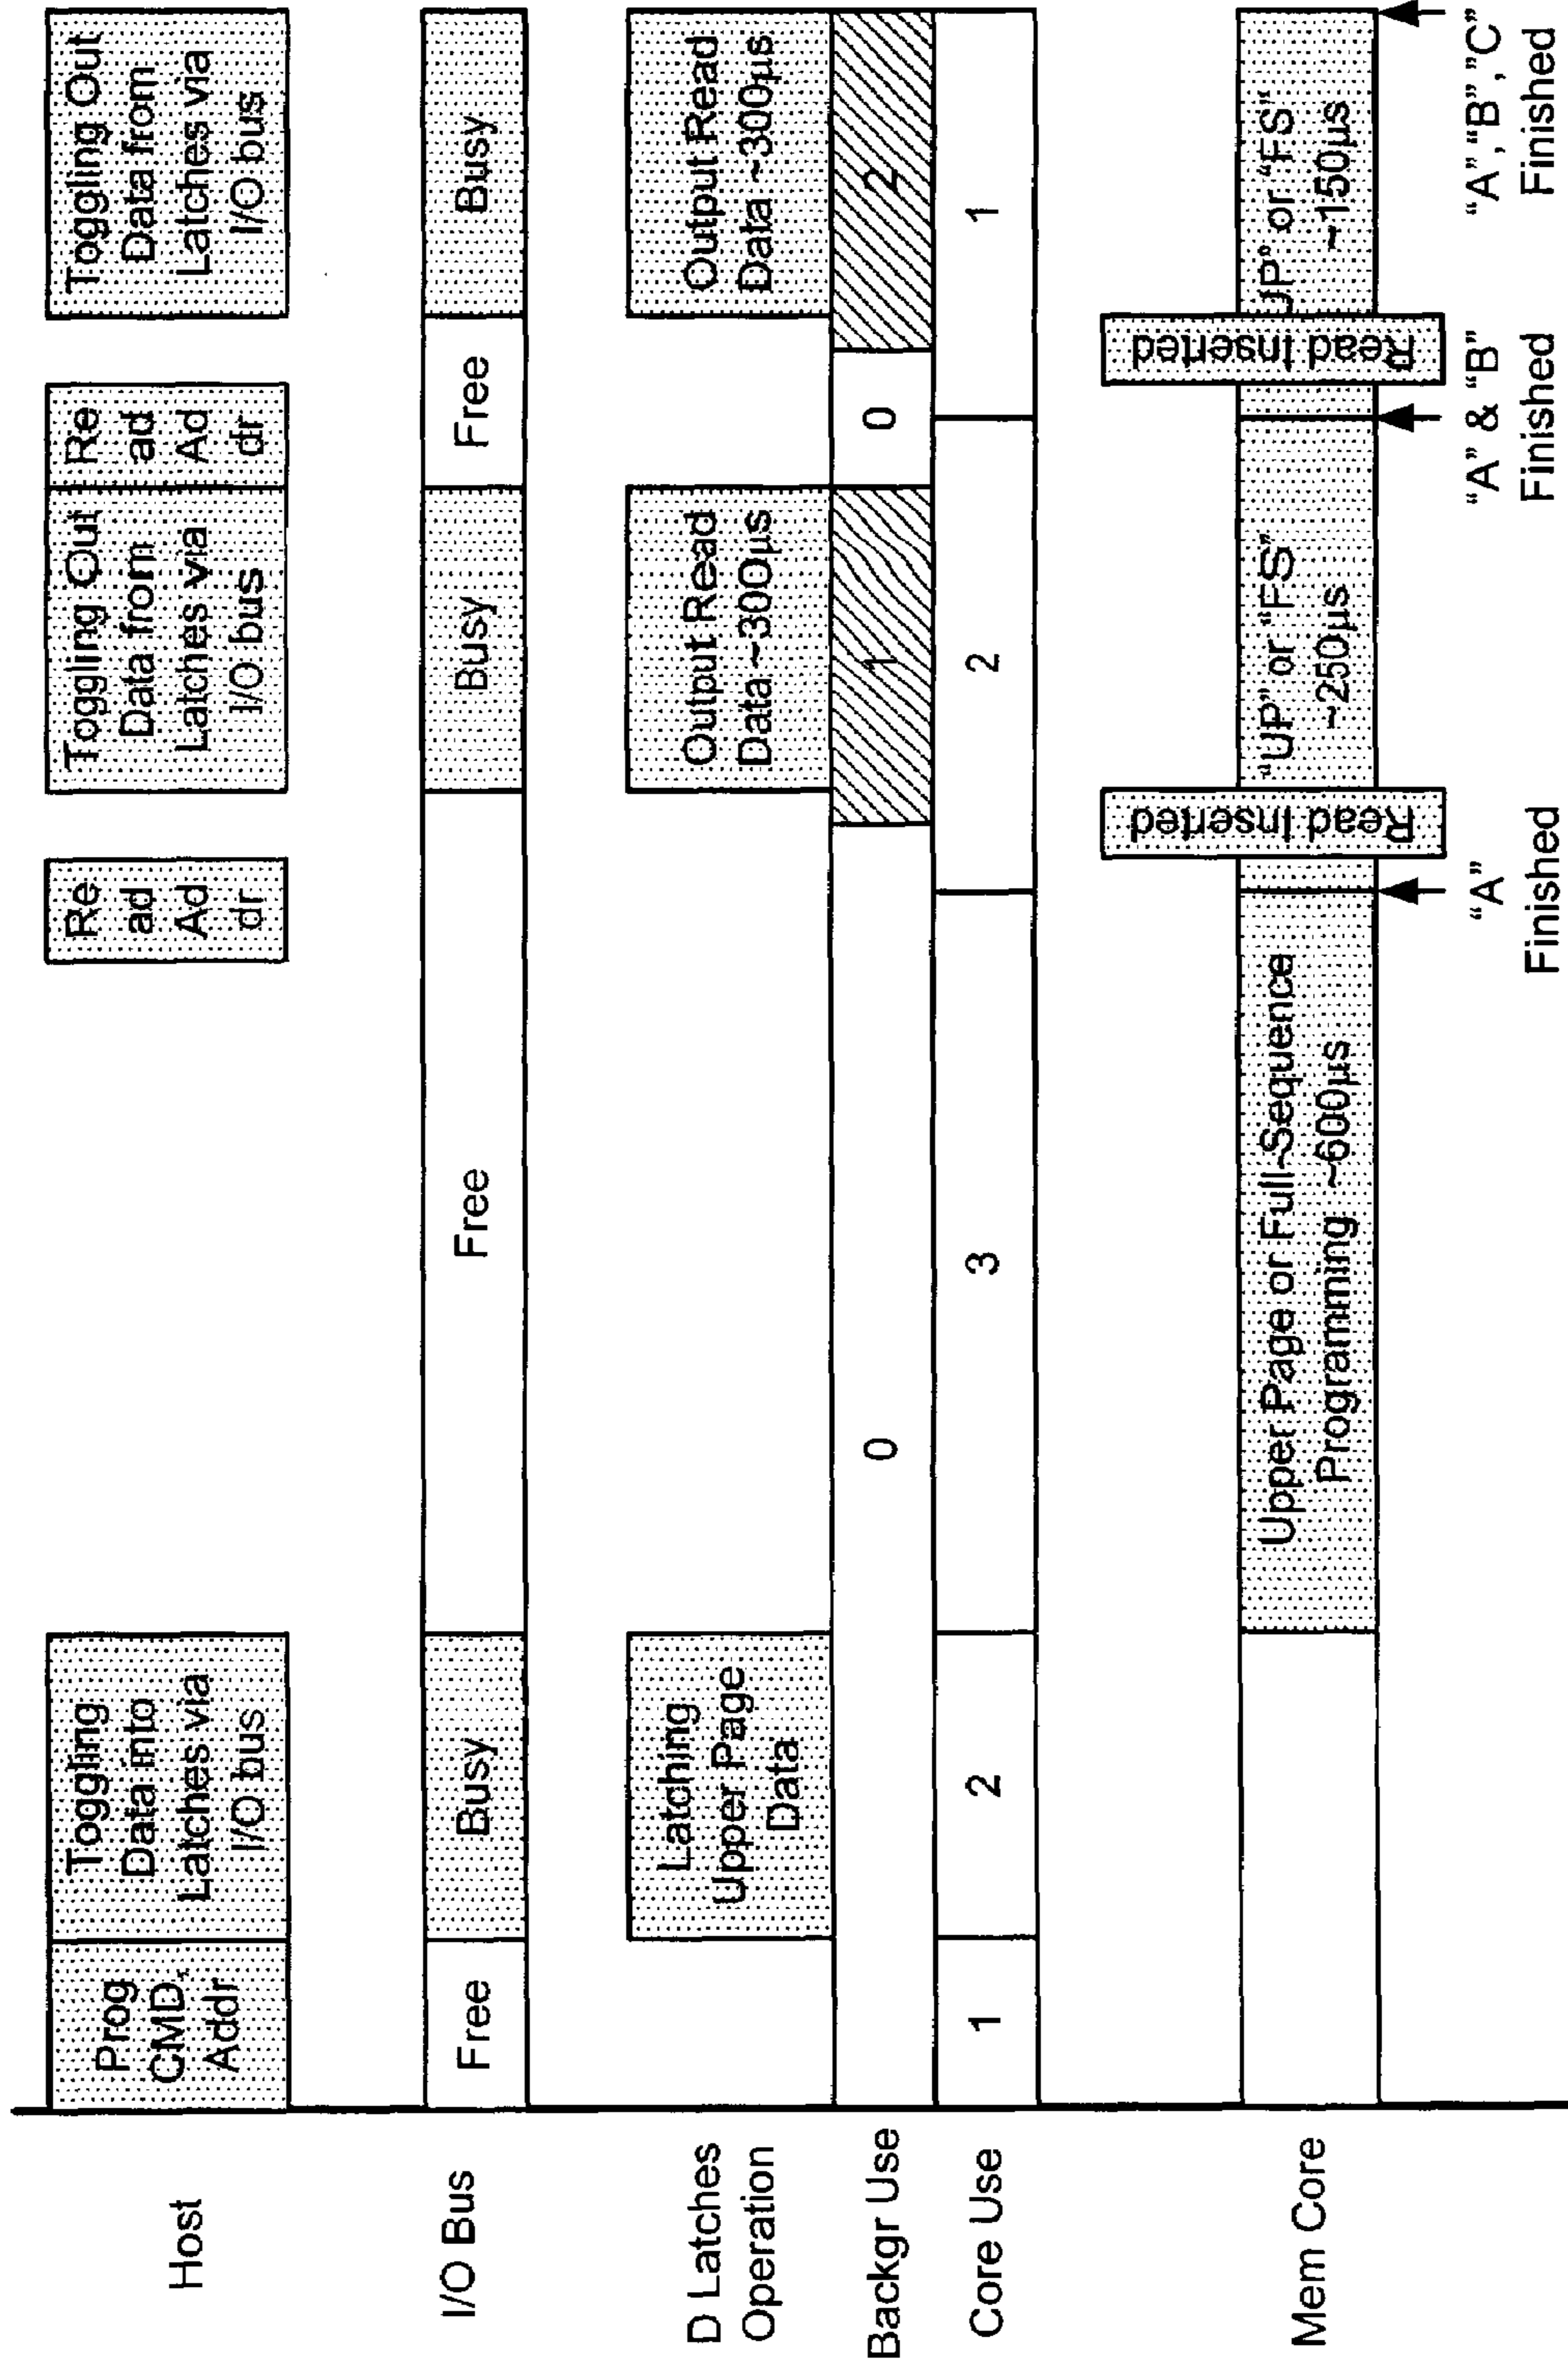 Host
Prog
CMD,
Addr
Toggling
Data into
Latches via
I/O bus
Re
ad
Ad
dr
Toggling Out
Data from
Latches via
I/O bus
Re
ad
Ad
dr
Toggling Out
Data from
Latches via
I/O bus
I/O Bus
Free
Busy
Free
Busy
Free
Busy
D Latches
Operation
Latching
Upper Page
Data
Output Read
Data ~300µs
Output Read
Data ~300µs
Backgr Use
0
1
0
2
Core Use
1
2
3
2
1
Mem Core
Upper Page or Full-Sequence
Programming ~600µs
Read Inserted
“UP” or “FS”
~250µs
Read Inserted
UP” or “FS”
~150µs
“A”
Finished
“A” & “B”
Finished
“A”,“B”,“C”
Finished